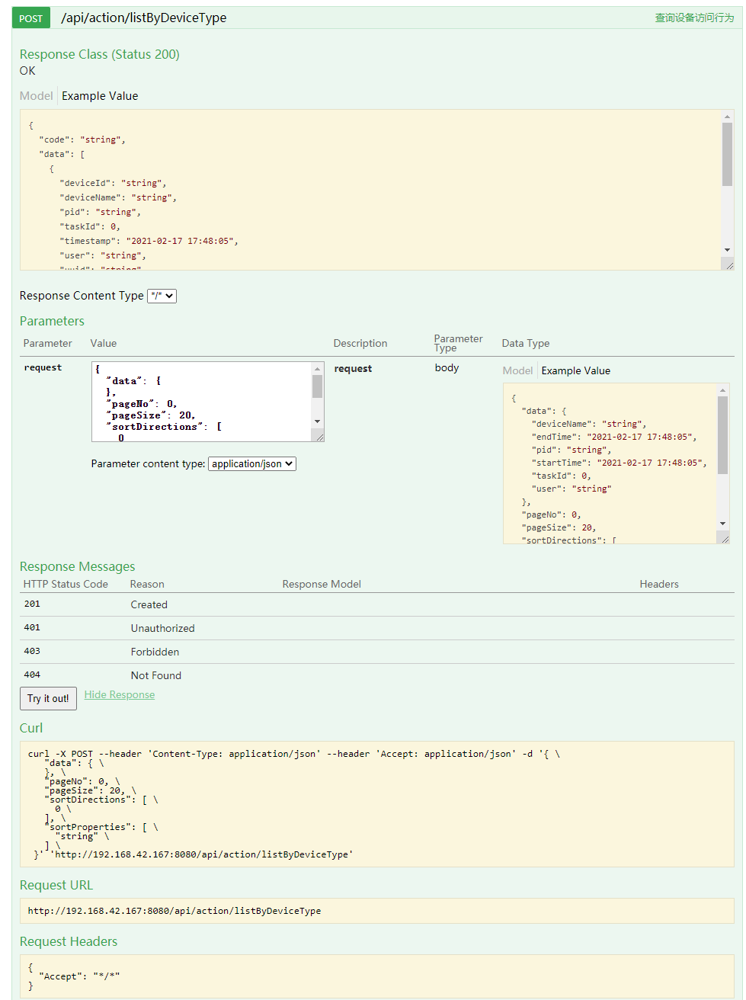 POST /api/action/listByDeviceType 查询设备访问行为
Response Class (Status 200)
OK
Model Example Value
{
"code": "string",
"data": [
{
"deviceId": "string",
"deviceName": "string",
"pid": "string",
"taskId": 0,
"timestamp": "2021-02-17 17:48:05",
"user": "string",
"uuid": "string"
Response Content Type */*
Parameters
Parameter Value Description Parameter Type Data Type
request
{
"data": {
},
"pageNo": 0,
"pageSize": 20,
"sortDirections": [
0
Parameter content type: application/json
request
body
Model Example Value
{
"data": {
"deviceName": "string",
"endTime": "2021-02-17 17:48:05",
"pid": "string",
"startTime": "2021-02-17 17:48:05",
"taskId": 0,
"user": "string"
},
"pageNo": 0,
"pageSize": 20,
"sortDirections": [
Response Messages
HTTP Status Code Reason Response Model Headers
201 Created
401 Unauthorized
403 Forbidden
404 Not Found
Try it out! Hide Response
Curl
curl -X POST --header 'Content-Type: application/json' --header 'Accept: application/json' -d '{ \
"data": { \
}, \
"pageNo": 0, \
"pageSize": 20, \
"sortDirections": [ \
0 \
], \
"sortProperties": [ \
"string" \
] \
}' 'http://192.168.42.167:8080/api/action/listByDeviceType'
Request URL
http://192.168.42.167:8080/api/action/listByDeviceType
Request Headers
{
"Accept": "*/*"
}